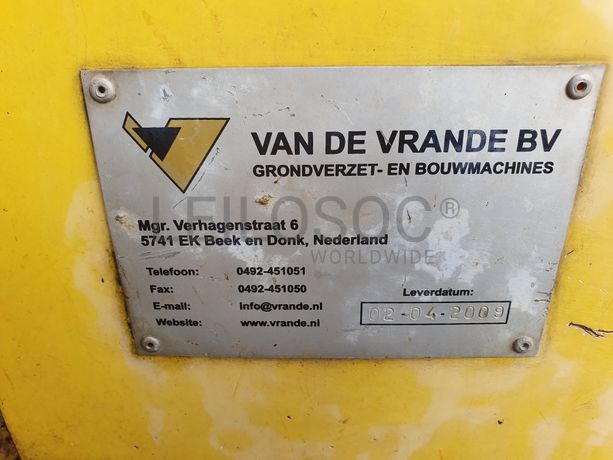 VAN DE VRANDE BV
GRONDVERZET- EN BOUWMACHINES
LEILOSOC®
WORLDWIDE
Mgr. Verhagenstraat 6
5741 EK Beek en Donk, Nederland
Telefoon: 0492-451051
Fax: 0492-451050
E-mail: info@vrande.nl
Website: www.vrande.nl
Leverdatum:
02-04-2009